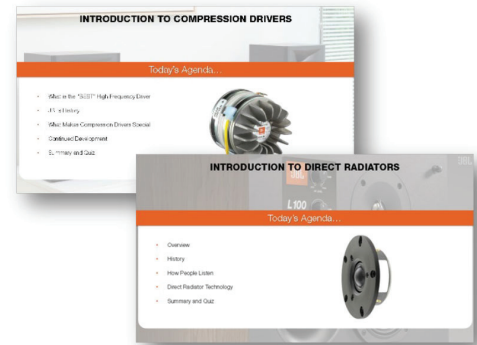 INTRODUCTION TO COMPRESSION DRIVERS
Today's Agenda...
What is the "BEST" High Frequency Driver
History
What Makes Compression Drivers Special
Continued Development
Summary and Quiz
INTRODUCTION TO DIRECT RADIATORS
JBL
L100
Today's Agenda...
Overview
History
How People Listen
Direct Radiator Technology
Summary and Quiz